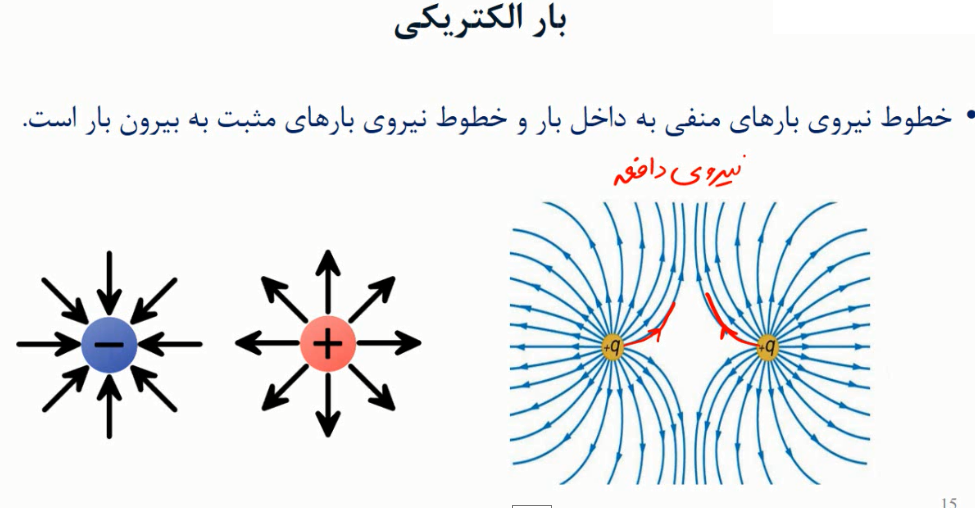 بار الکتریکی
• خطوط نیروی بارهای منفی به داخل بار و خطوط نیروی بارهای مثبت به بیرون بار است.
نیروی دافعه
− +
+q +q
15